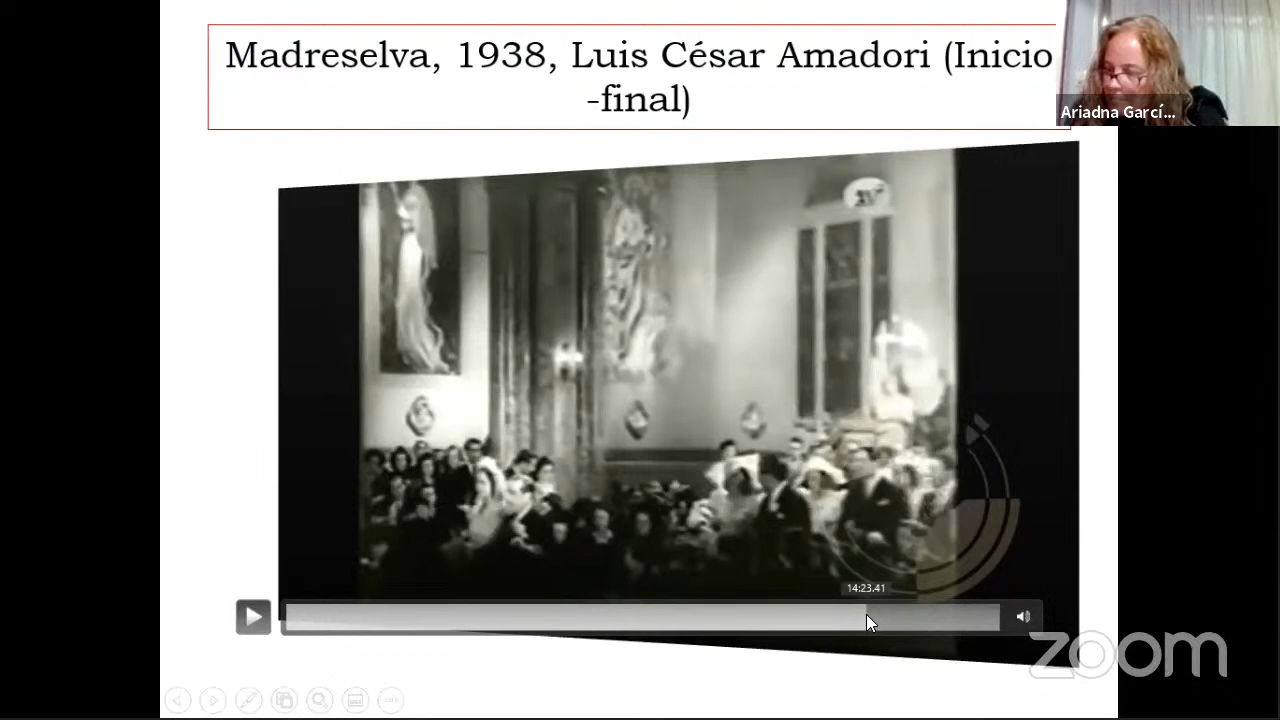 Madreselva, 1938, Luis César Amadori (Inicio
-final)
Ariadna Garcí...
14:23.41
zoom